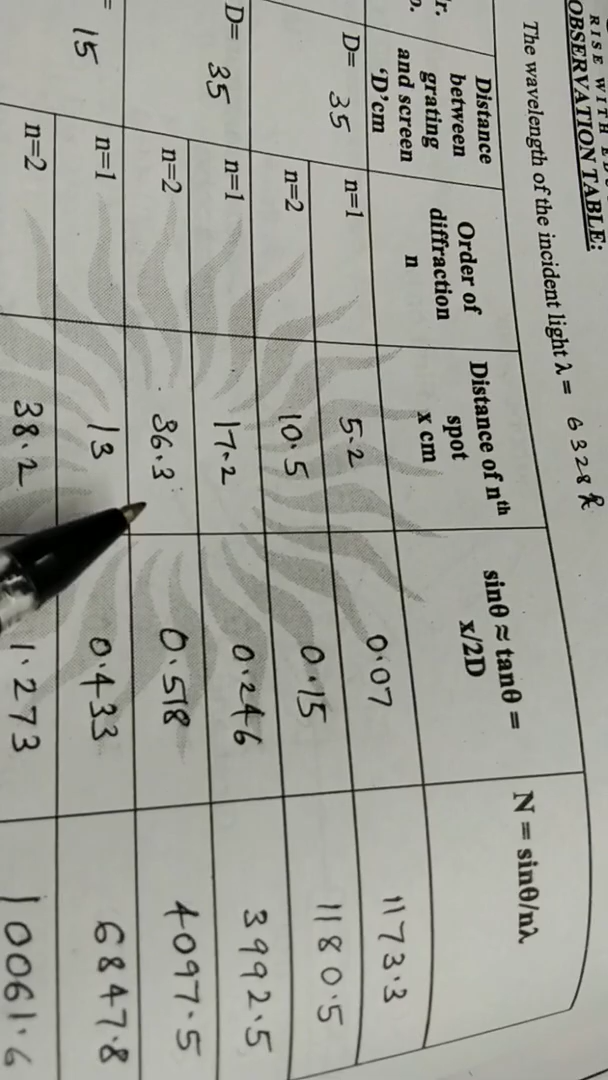 RISE WITH
OBSERVATION TABLE:
The wavelength of the incident light λ = 6328 Å
Distance
between
grating
and screen
'D'cm
Order of
diffraction
n
Distance of nth
spot
x cm
sinθ ≈ tanθ =
x/2D
N = sinθ/nλ
D= 35
n=1
5.2
0.07
1173.3
n=2
10.5
0.15
1180.5
D= 35
n=1
17.2
0.246
3992.5
n=2
36.3
0.518
4097.5
= 15
n=1
13
0.433
6847.8
n=2
38.2
1.273
10061.6